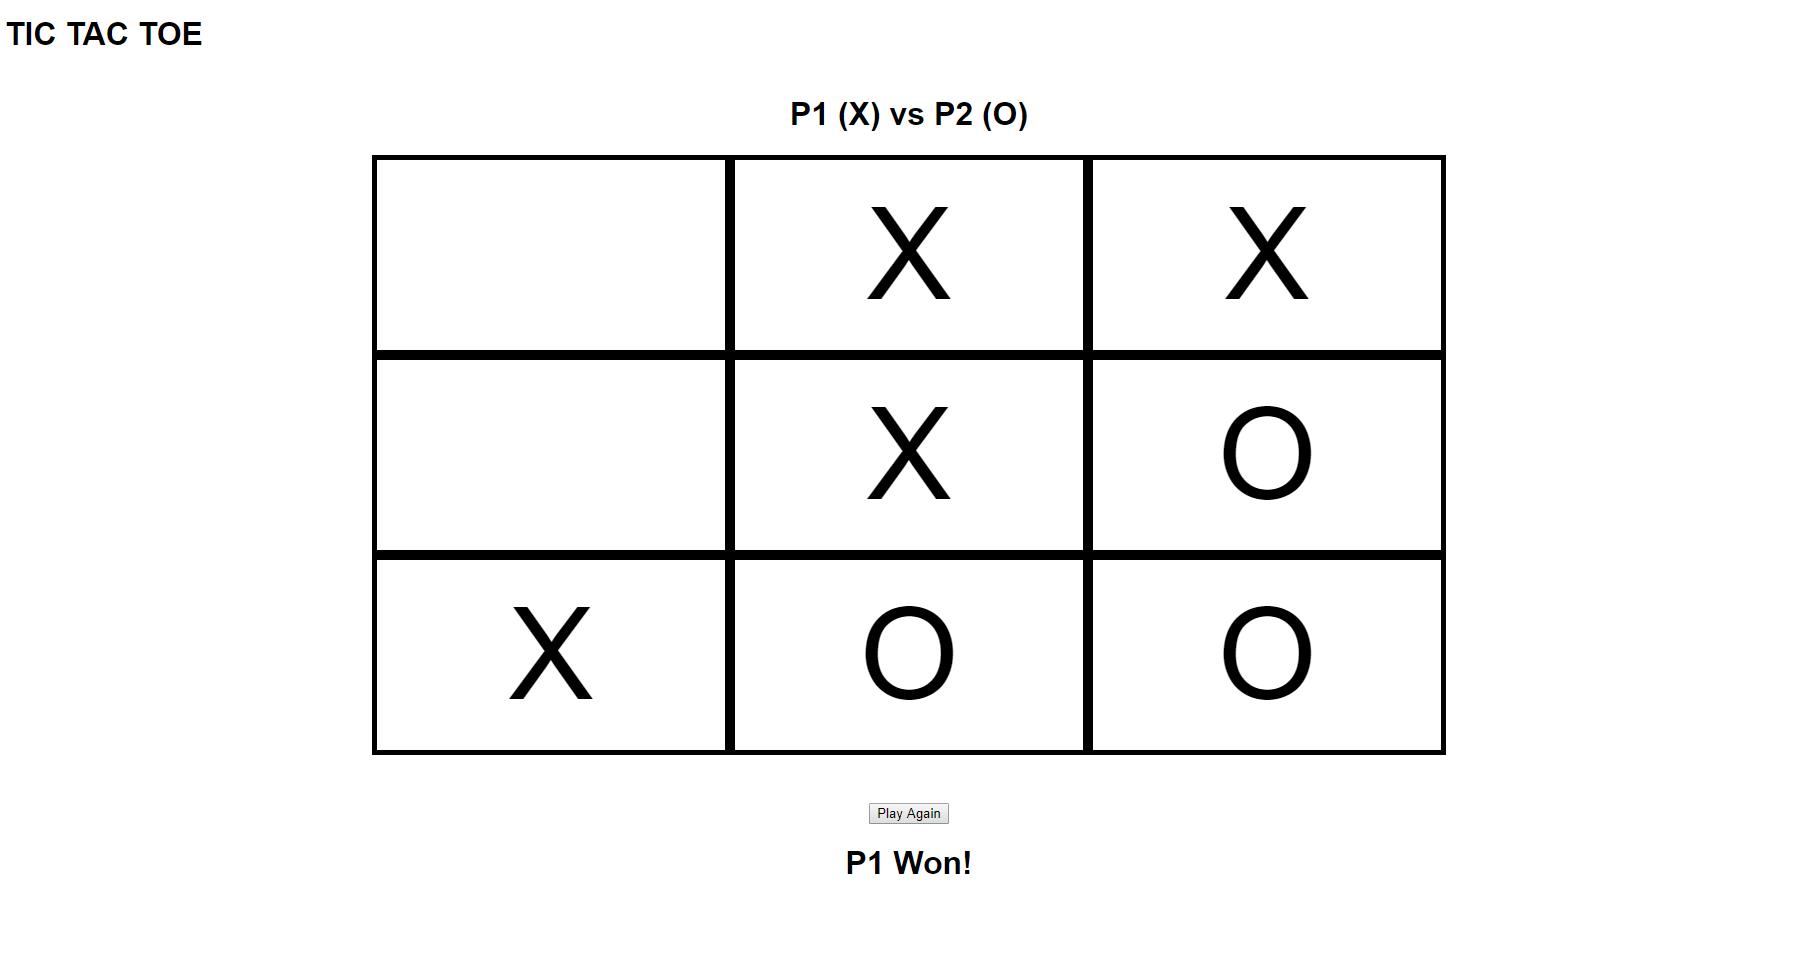 TIC TAC TOE
P1 (X) vs P2 (O)
X X
X O
X O O
Play Again
P1 Won!